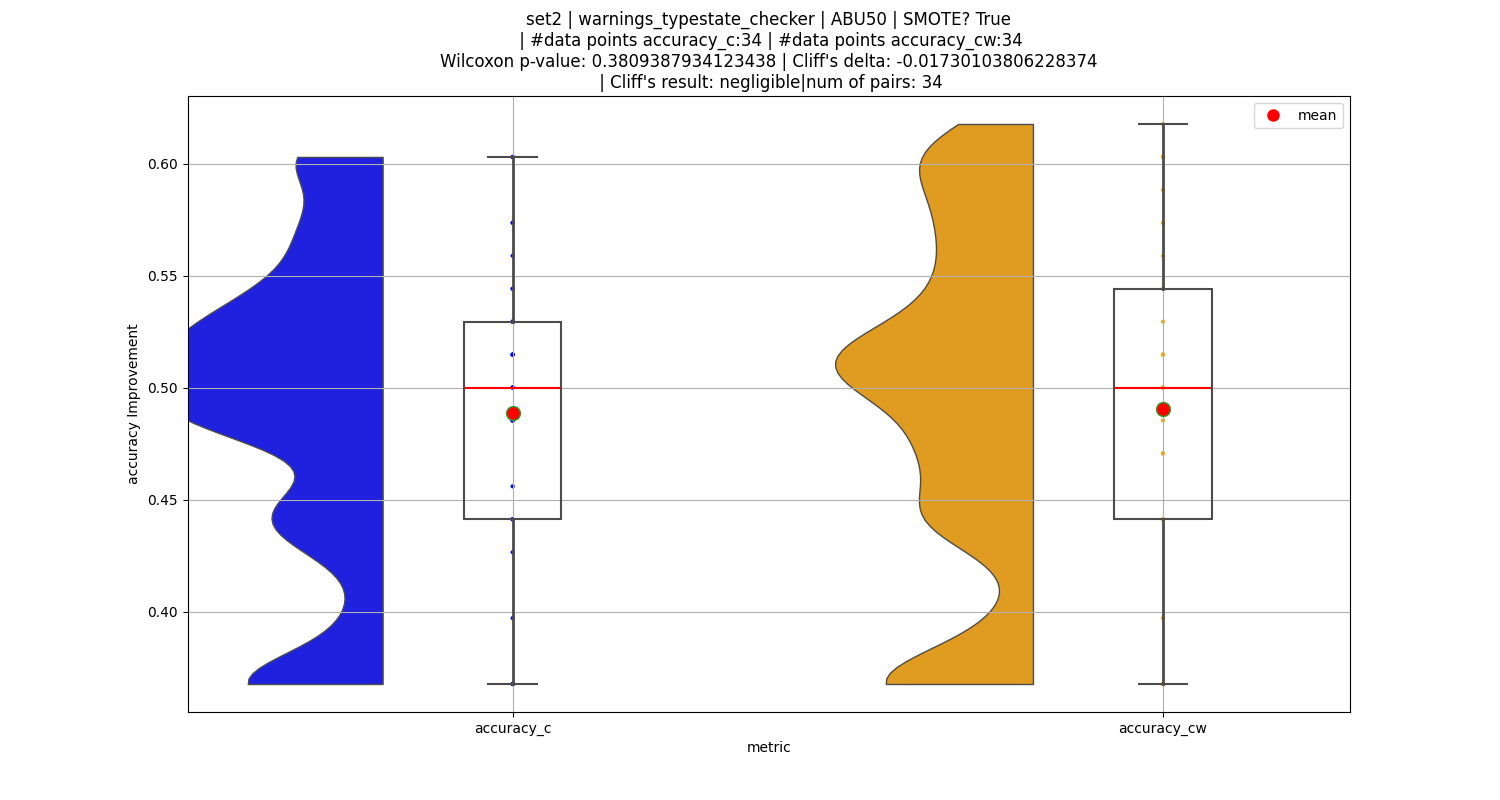 set2 | warnings_typestate_checker | ABU50 | SMOTE? True
| #data points accuracy_c:34 | #data points accuracy_cw:34
Wilcoxon p-value: 0.3809387934123438 | Cliff's delta: -0.01730103806228374
| Cliff's result: negligible|num of pairs: 34
mean
0.60
0.55
0.50
0.45
0.40
accuracy Improvement
accuracy_c
accuracy_cw
metric